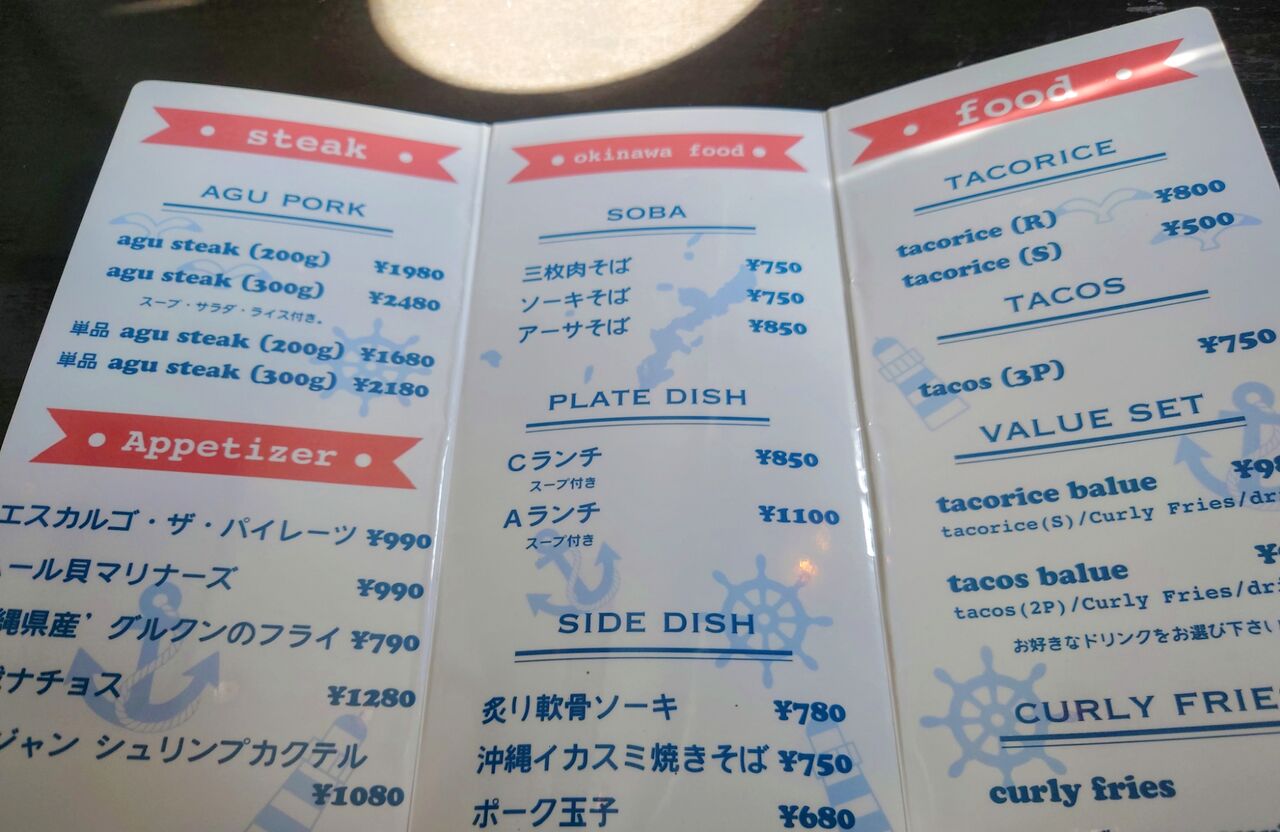 steak
AGU PORK
agu steak (200g) ¥1980
agu steak (300g) ¥2480
スープ・サラダ・ライス付き。
単品 agu steak (200g) ¥1680
単品 agu steak (300g) ¥2180
Appetizer
エスカルゴ・ザ・パイレーツ ¥990
ール貝マリナーズ ¥990
縄県産’グルクンのフライ ¥790
ナチョス ¥1280
ジャン シュリンプカクテル
¥1080
okinawa food
SOBA
三枚肉そば ¥750
ソーキそば ¥750
アーサそば ¥850
PLATE DISH
Cランチ ¥850
スープ付き
Aランチ ¥1100
スープ付き
SIDE DISH
炙り軟骨ソーキ ¥780
沖縄イカスミ焼きそば ¥750
ポーク玉子 ¥680
food
TACORICE
tacorice (R) ¥800
tacorice (S) ¥500
TACOS
tacos (3P) ¥750
VALUE SET
tacorice balue
tacorice(S)/Curly Fries/dri
tacos balue
tacos(2P)/Curly Fries/dri
お好きなドリンクをお選び下さい
CURLY FRIE
curly fries